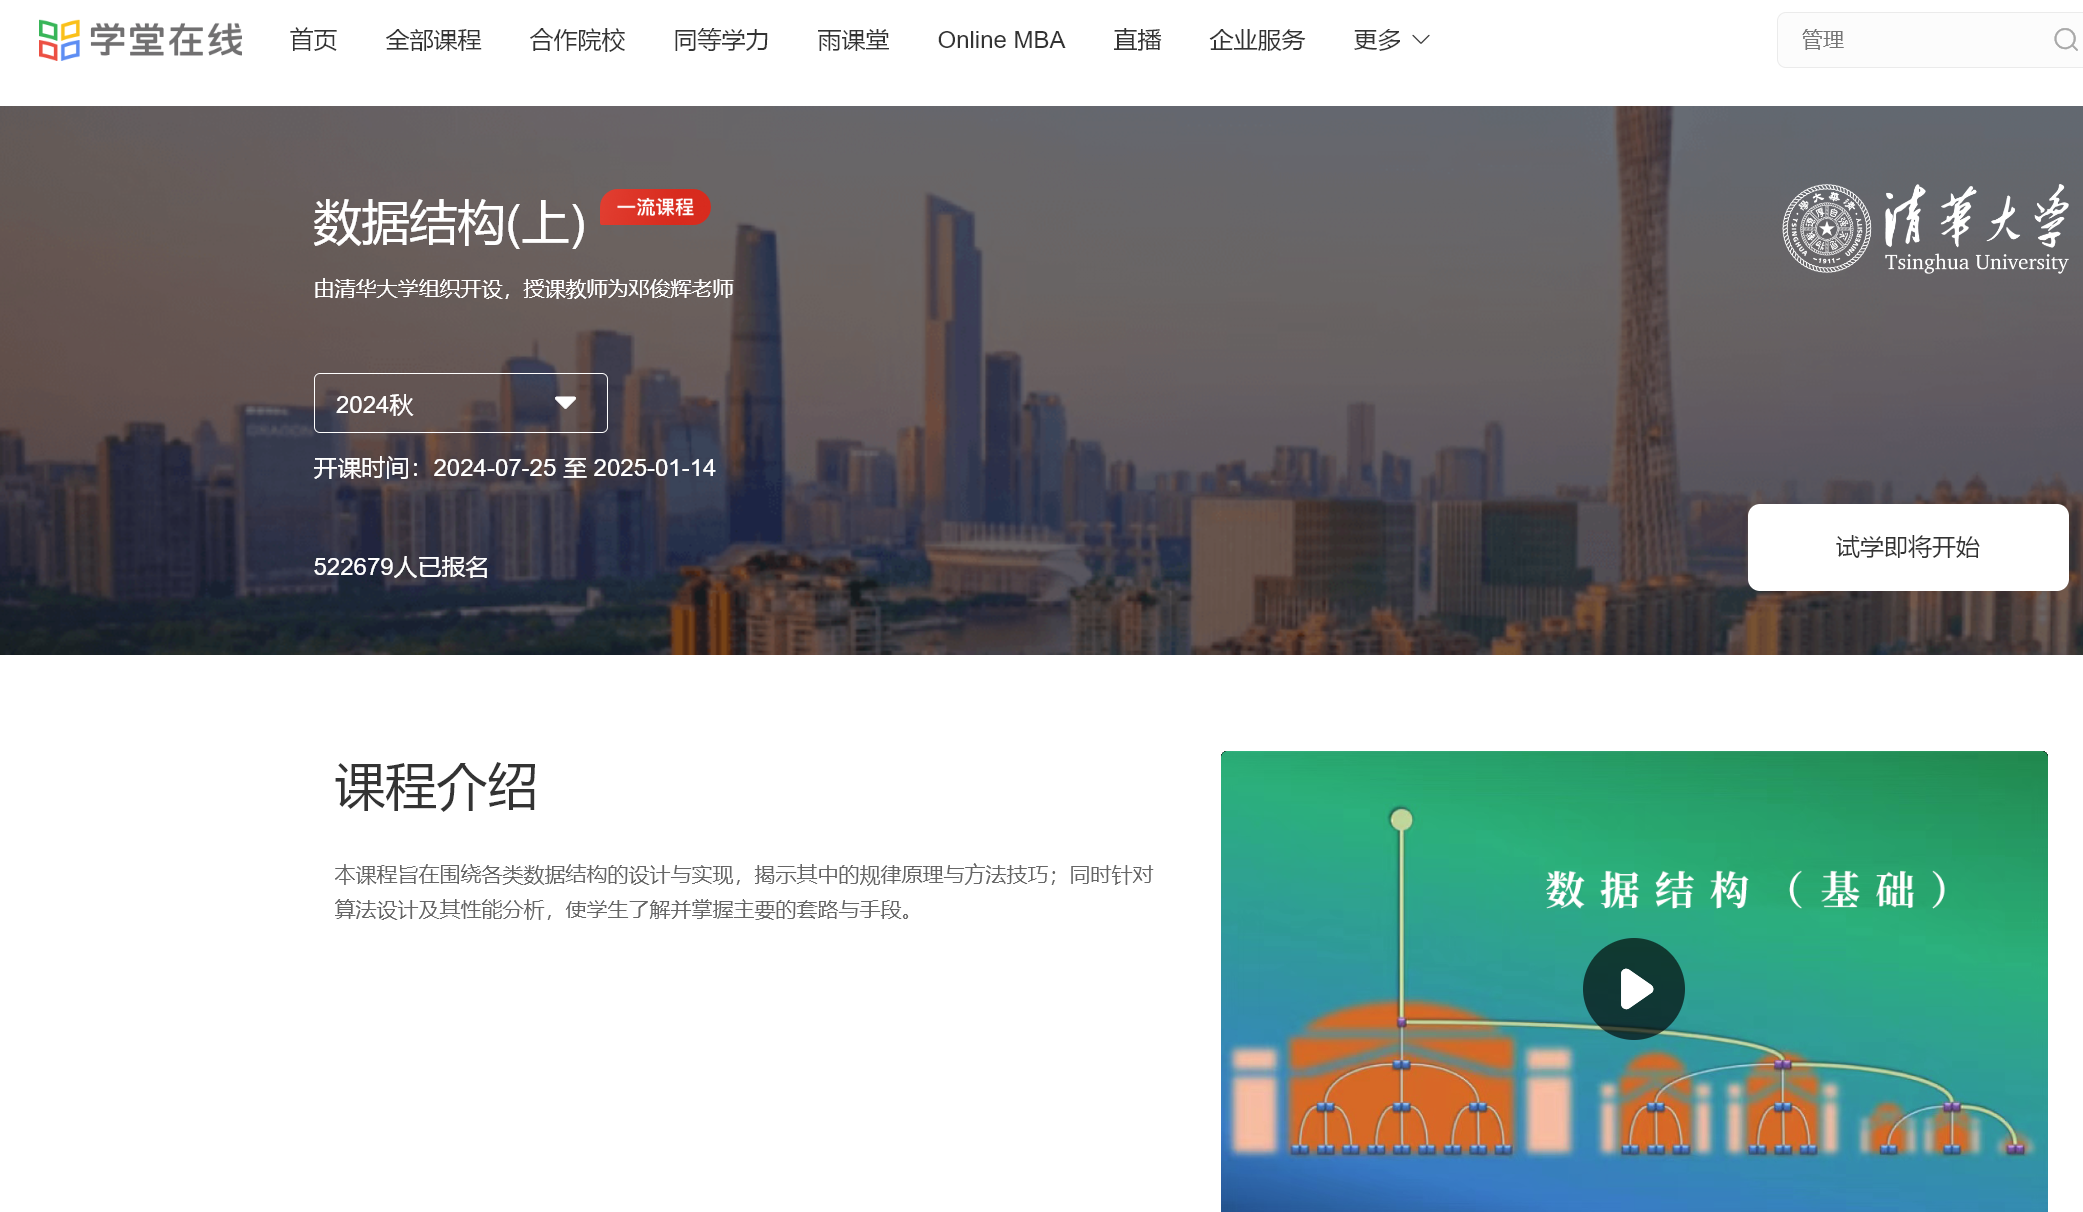 学堂在线
首页 全部课程 合作院校 同等学力 雨课堂 Online MBA 直播 企业服务 更多
管理
数据结构(上) 一流课程
清華大学
Tsinghua University
由清华大学组织开设，授课教师为邓俊辉老师
2024秋
开课时间：2024-07-25 至 2025-01-14
试学即将开始
522679人已报名
课程介绍
本课程旨在围绕各类数据结构的设计与实现，揭示其中的规律原理与方法技巧；同时针对
算法设计及其性能分析，使学生了解并掌握主要的套路与手段。
数据结构（基础）